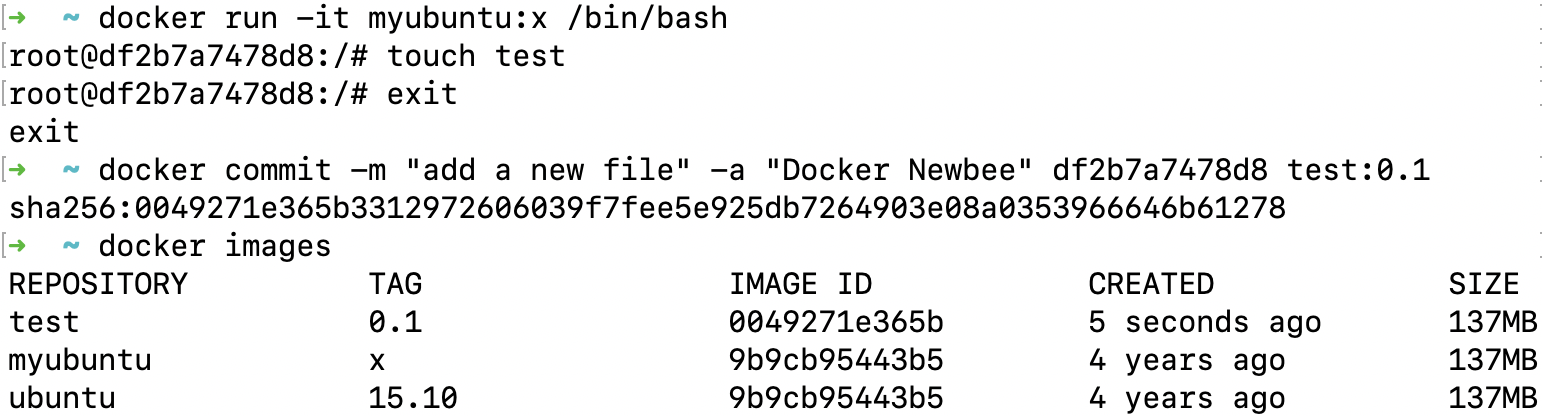 [➜  ~ docker run -it myubuntu:x /bin/bash
[root@df2b7a7478d8:/# touch test
[root@df2b7a7478d8:/# exit
exit
[➜  ~ docker commit -m "add a new file" -a "Docker Newbee" df2b7a7478d8 test:0.1
sha256:0049271e365b3312972606039f7fee5e925db7264903e08a0353966646b61278
[➜  ~ docker images
REPOSITORY          TAG                 IMAGE ID            CREATED             SIZE
test                0.1                 0049271e365b        5 seconds ago       137MB
myubuntu            x                   9b9cb95443b5        4 years ago         137MB
ubuntu              15.10               9b9cb95443b5        4 years ago         137MB